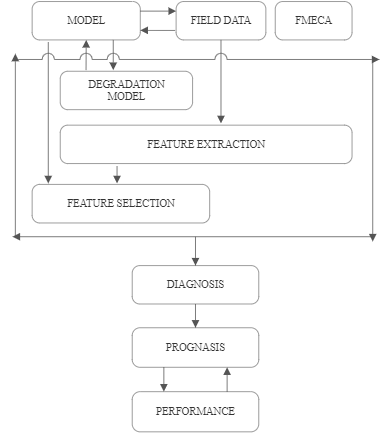 MODEL
FIELD DATA
FMECA
DEGRADATION
MODEL
FEATURE EXTRACTION
FEATURE SELECTION
DIAGNOSIS
PROGNASIS
PERFORMANCE